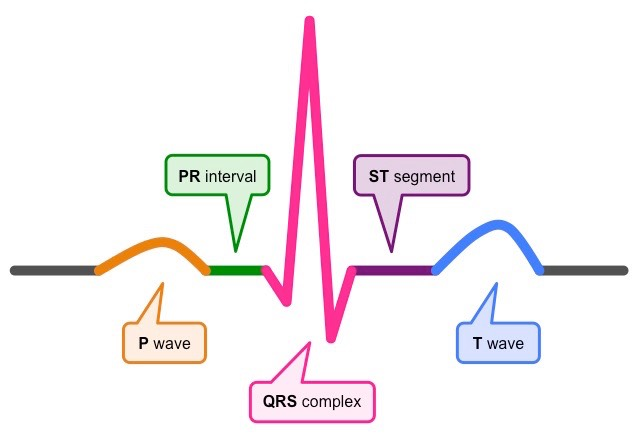 PR interval
ST segment
P wave
T wave
QRS complex